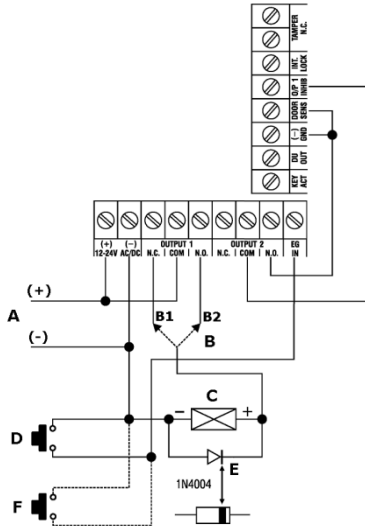 TAMPER N.C.
INT. LOCK
O/P 1 INHIB
DOOR SENS
(–) GND
DU OUT
KEY ACT
(+) 12-24V
(–) AC/DC
OUTPUT 1
N.C. COM N.O.
OUTPUT 2
N.C. COM N.O.
EG IN
(+)
A
(-)
B1 B2
B
C
– +
D
E
1N4004
F